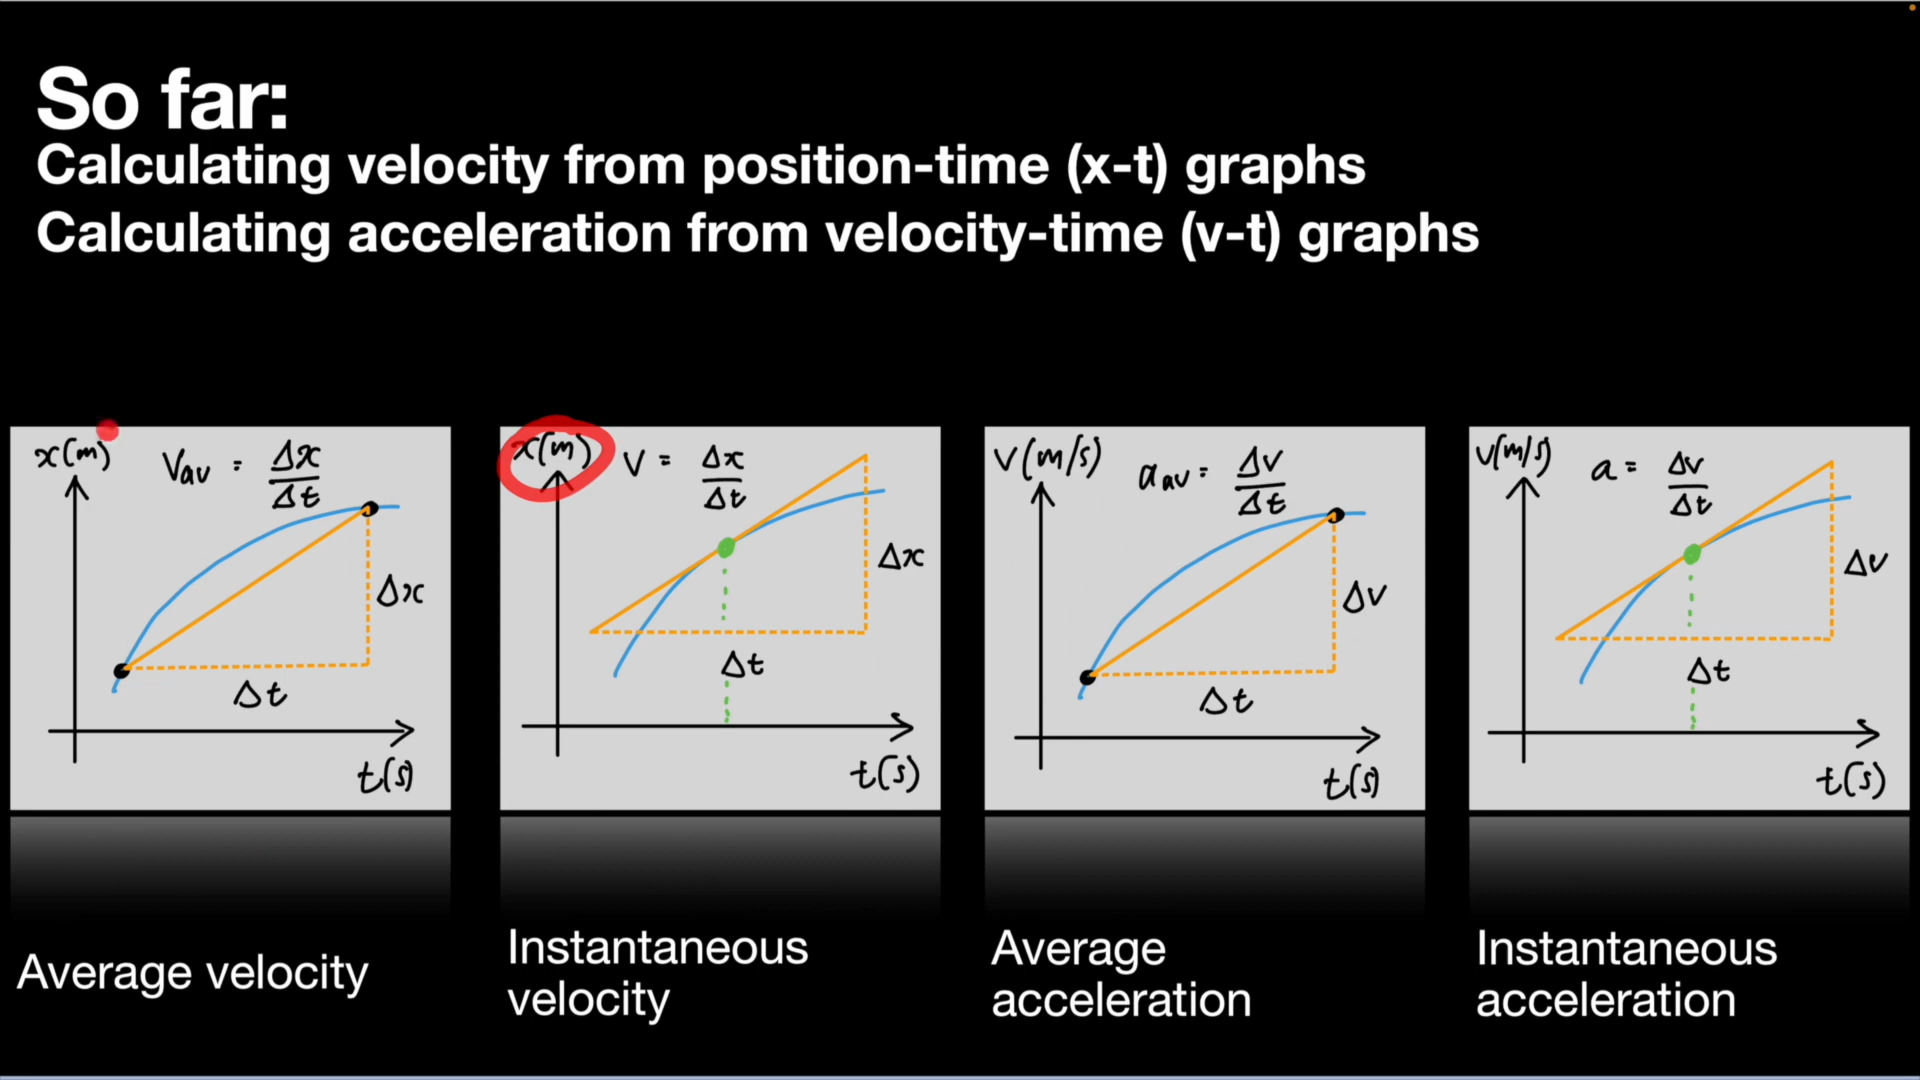 So far:
Calculating velocity from position-time (x-t) graphs
Calculating acceleration from velocity-time (v-t) graphs
x(m)
Vav = Δx/Δt
Δx
Δt
t(s)
Average velocity
x(m)
V = Δx/Δt
Δx
Δt
t(s)
Instantaneous
velocity
V(m/s)
aav = Δv/Δt
Δv
Δt
t(s)
Average
acceleration
v(m/s)
a = Δv/Δt
Δv
Δt
t(s)
Instantaneous
acceleration